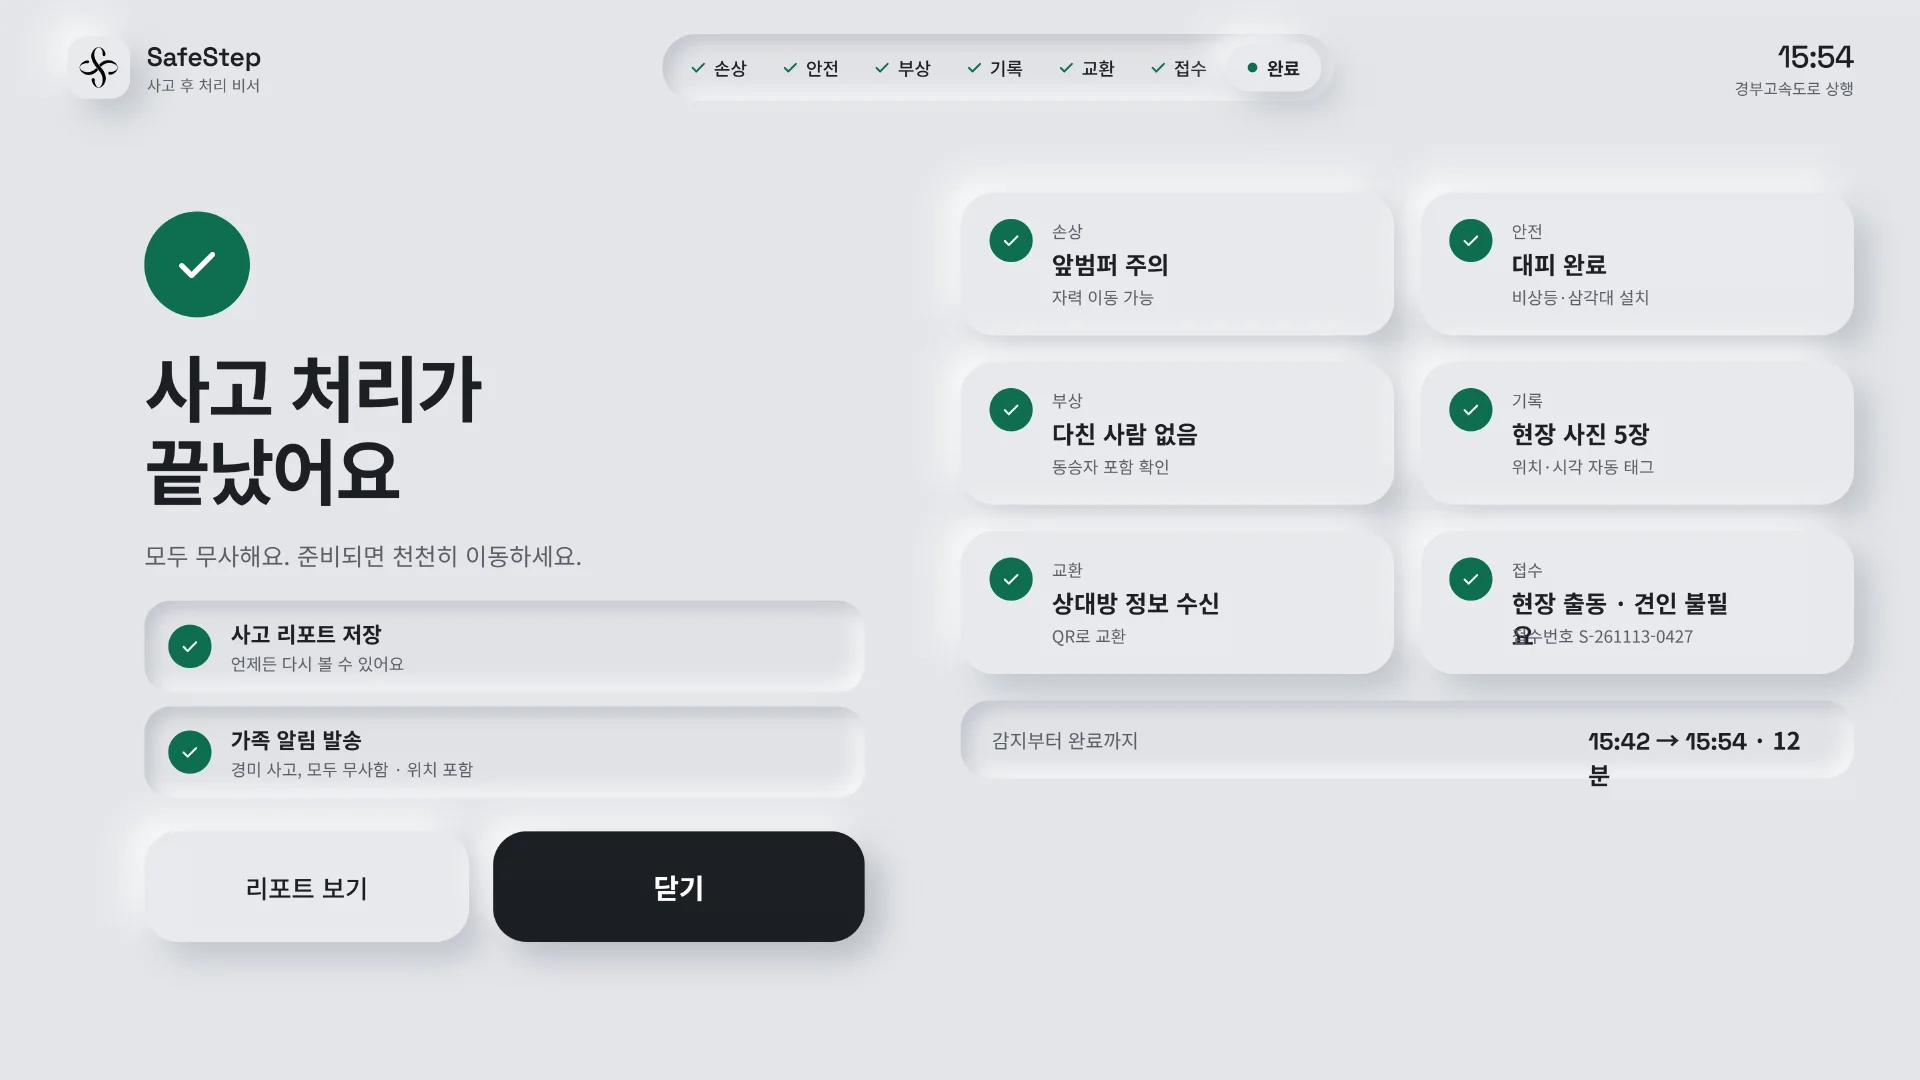 SafeStep
사고 후 처리 비서
손상
안전
부상
기록
교환
접수
완료
15:54
경부고속도로 상행
사고 처리가
끝났어요
모두 무사해요. 준비되면 천천히 이동하세요.
사고 리포트 저장
언제든 다시 볼 수 있어요
가족 알림 발송
경미 사고, 모두 무사함 · 위치 포함
리포트 보기
닫기
손상
앞범퍼 주의
자력 이동 가능
안전
대피 완료
비상등·삼각대 설치
부상
다친 사람 없음
동승자 포함 확인
기록
현장 사진 5장
위치·시각 자동 태그
교환
상대방 정보 수신
QR로 교환
접수
현장 출동 · 견인 불필
요
접수번호 S-261113-0427
감지부터 완료까지
15:42 → 15:54 · 12
분